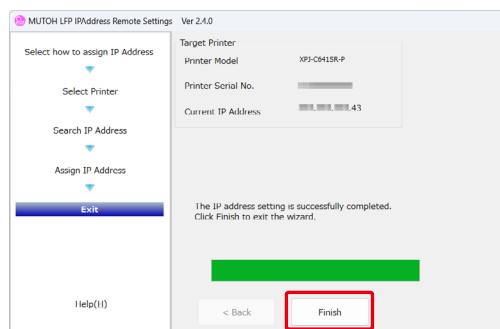 MUTOH LFP IPAddress Remote Settings Ver 2.4.0
Select how to assign IP Address
Select Printer
Search IP Address
Assign IP Address
Exit
Help(H)
Target Printer
Printer Model XPJ-C641SR-P
Printer Serial No.
Current IP Address .43
The IP address setting is successfully completed.
Click Finish to exit the wizard.
< Back Finish